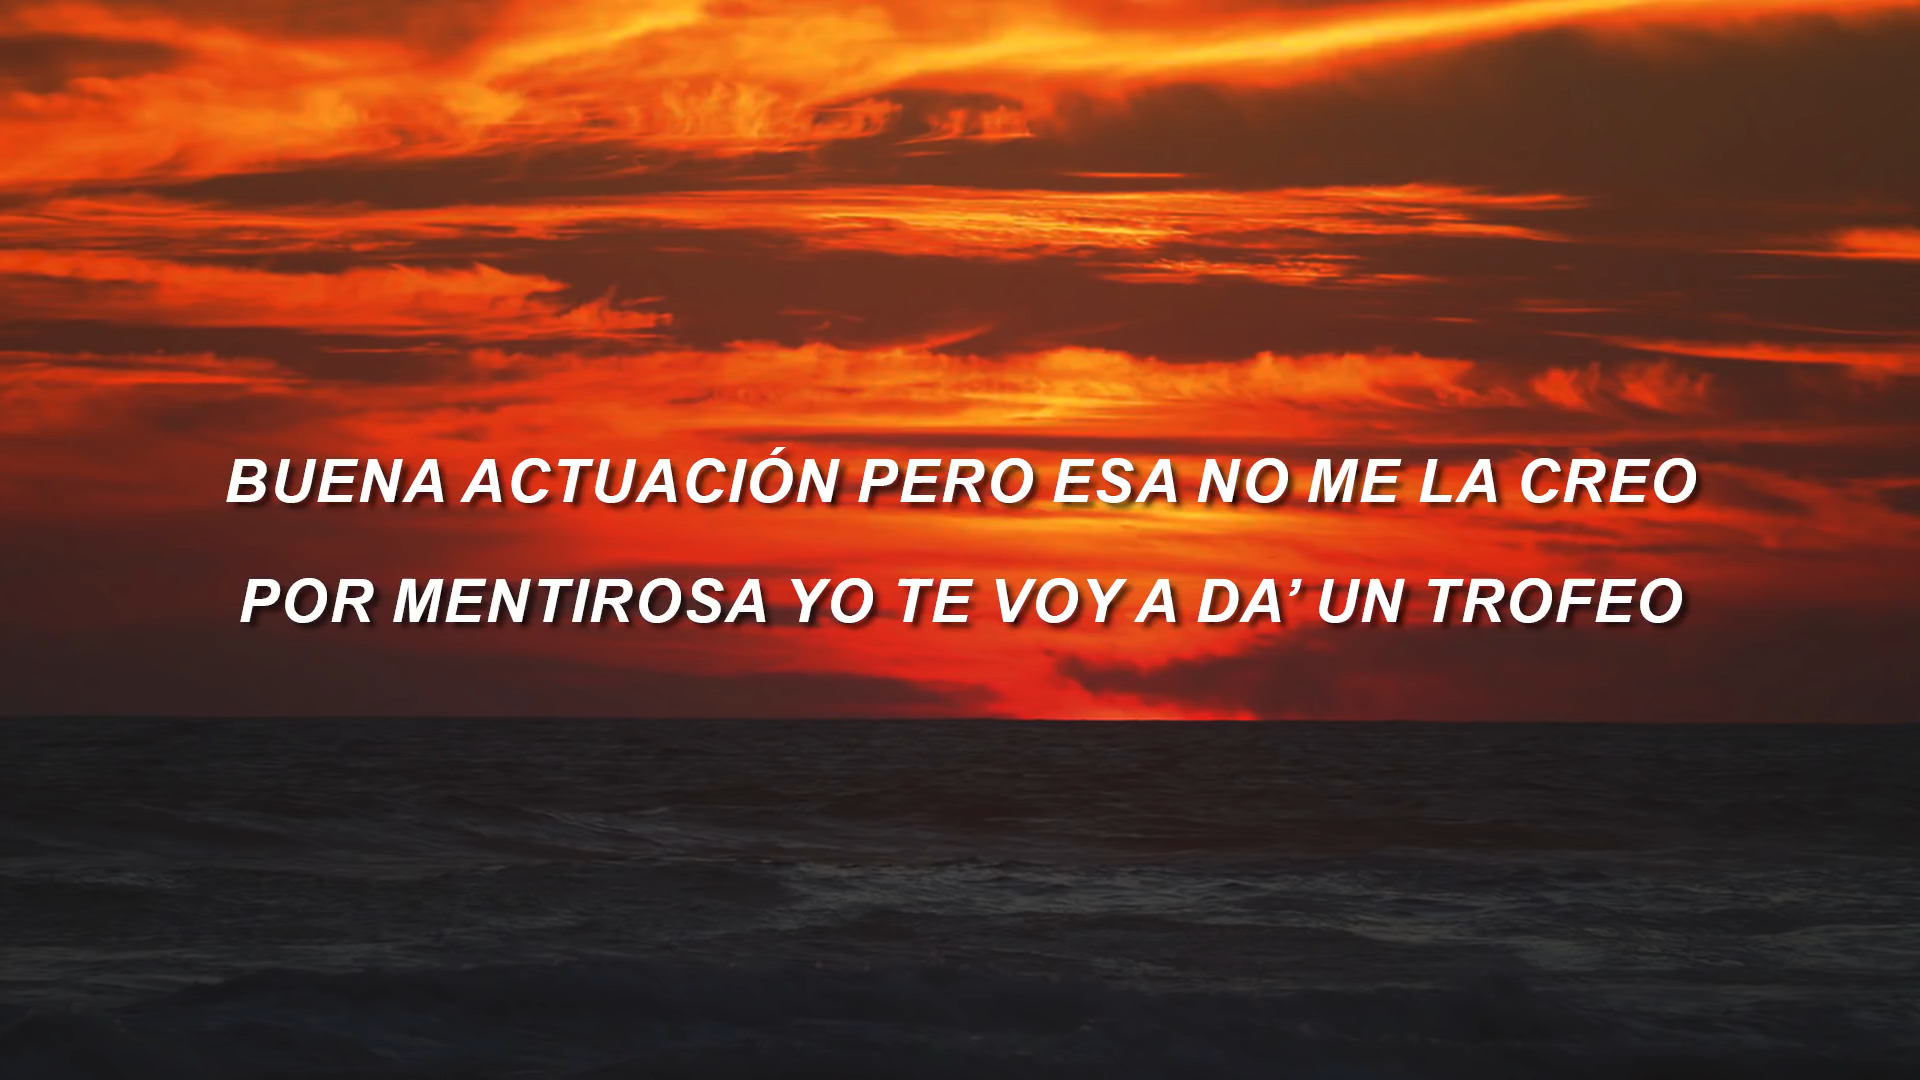 BUENA ACTUACIÓN PERO ESA NO ME LA CREO
POR MENTIROSA YO TE VOY A DA’ UN TROFEO